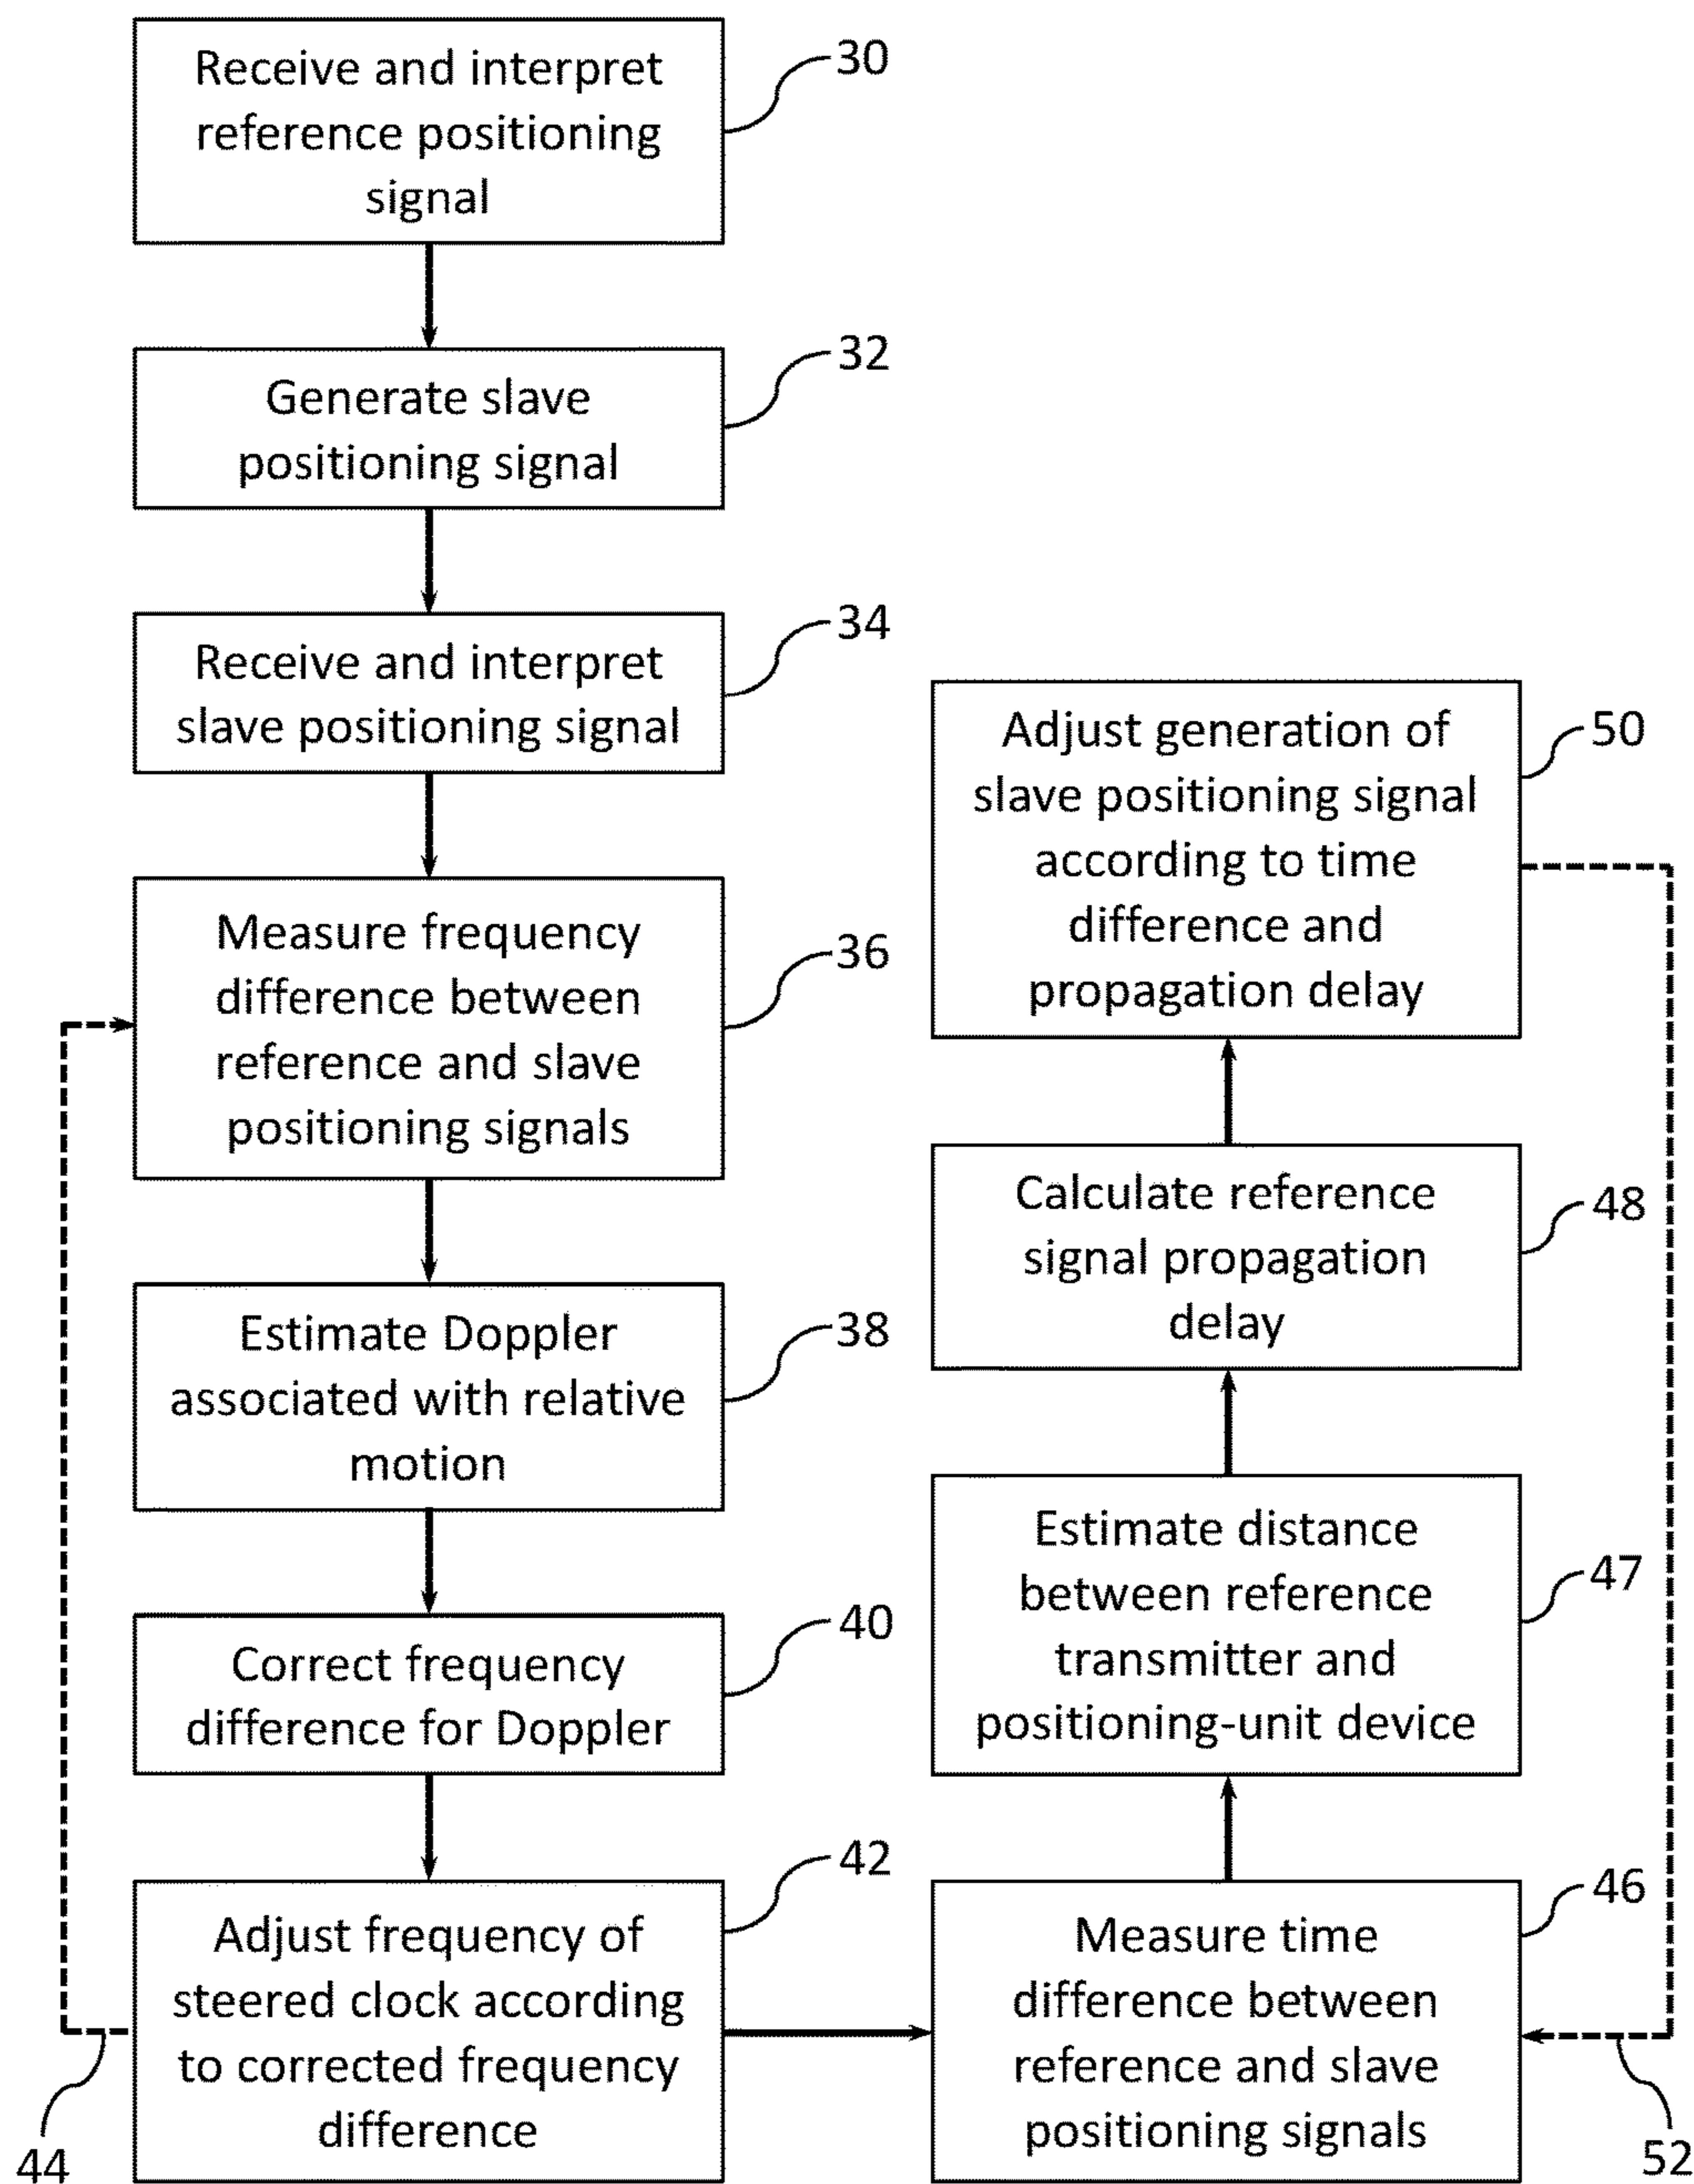 Receive and interpret
reference positioning
signal
30
Generate slave
positioning signal
32
Receive and interpret
slave positioning signal
34
Measure frequency
difference between
reference and slave
positioning signals
36
Estimate Doppler
associated with relative
motion
38
Correct frequency
difference for Doppler
40
Adjust frequency of
steered clock according
to corrected frequency
difference
42
44
Measure time
difference between
reference and slave
positioning signals
46
Estimate distance
between reference
transmitter and
positioning-unit device
47
Calculate reference
signal propagation
delay
48
Adjust generation of
slave positioning signal
according to time
difference and
propagation delay
50
52